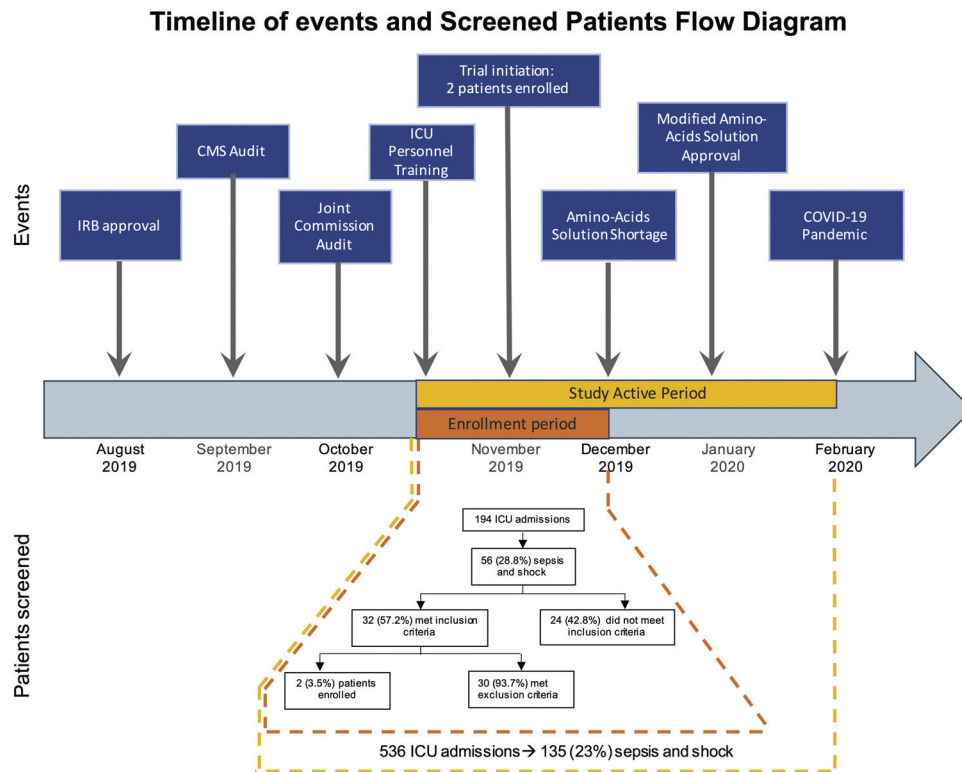 Timeline of events and Screened Patients Flow Diagram
Events
Trial initiation:
2 patients enrolled
CMS Audit
ICU
Personnel
Training
Modified Amino-
Acids Solution
Approval
IRB approval
Joint
Commission
Audit
Amino-Acids
Solution Shortage
COVID-19
Pandemic
Study Active Period
Enrollment period
August
2019
September
2019
October
2019
November
2019
December
2019
January
2020
February
2020
Patients screened
194 ICU admissions
56 (28.8%) sepsis
and shock
32 (57.2%) met inclusion
criteria
24 (42.8%) did not meet
inclusion criteria
2 (3.5%) patients
enrolled
30 (93.7%) met
exclusion criteria
536 ICU admissions→ 135 (23%) sepsis and shock